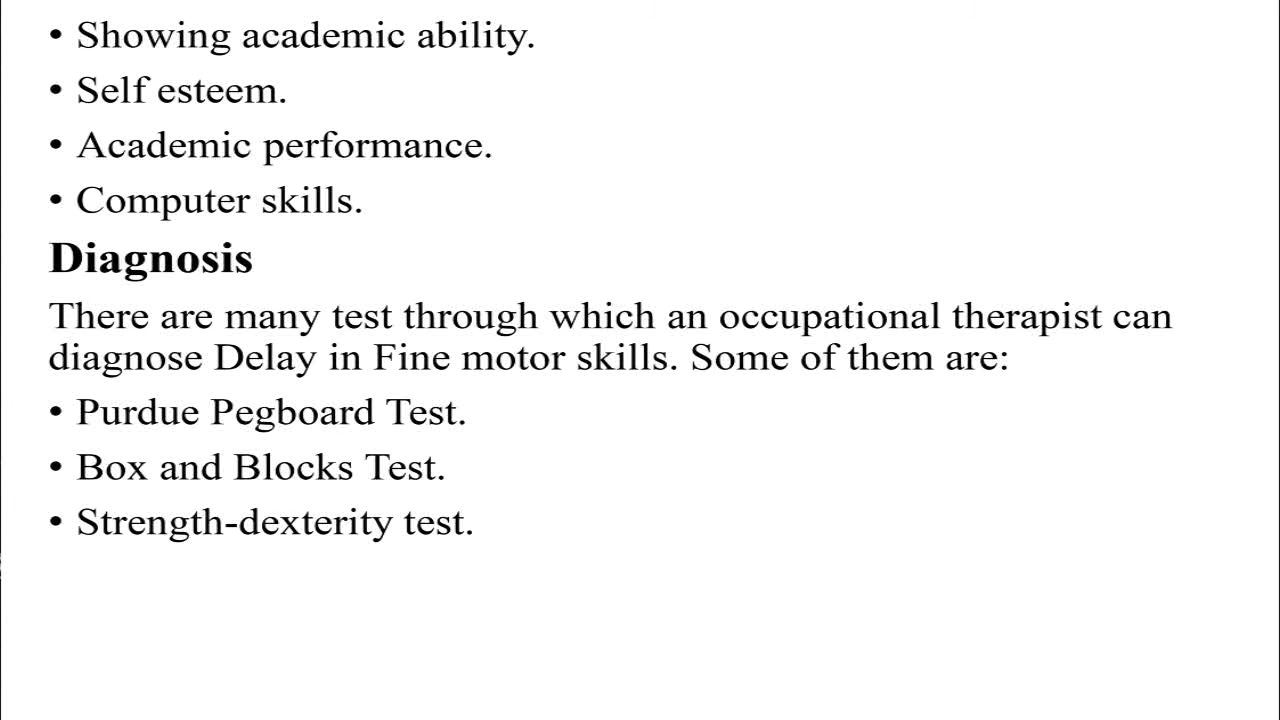 • Showing academic ability.
• Self esteem.
• Academic performance.
• Computer skills.
Diagnosis
There are many test through which an occupational therapist can
diagnose Delay in Fine motor skills. Some of them are:
• Purdue Pegboard Test.
• Box and Blocks Test.
• Strength-dexterity test.